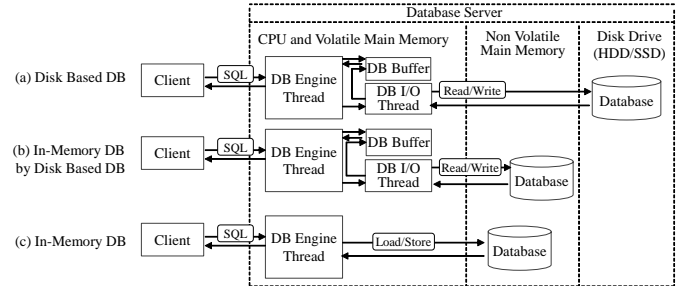 Database Server
CPU and Volatile Main Memory
Non Volatile
Main Memory
Disk Drive
(HDD/SSD)
(a) Disk Based DB
Client
SQL
DB Engine
Thread
DB Buffer
DB I/O
Thread
Read/Write
Database
(b) In-Memory DB
by Disk Based DB
Client
SQL
DB Engine
Thread
DB Buffer
DB I/O
Thread
Read/Write
Database
(c) In-Memory DB
Client
SQL
DB Engine
Thread
Load/Store
Database